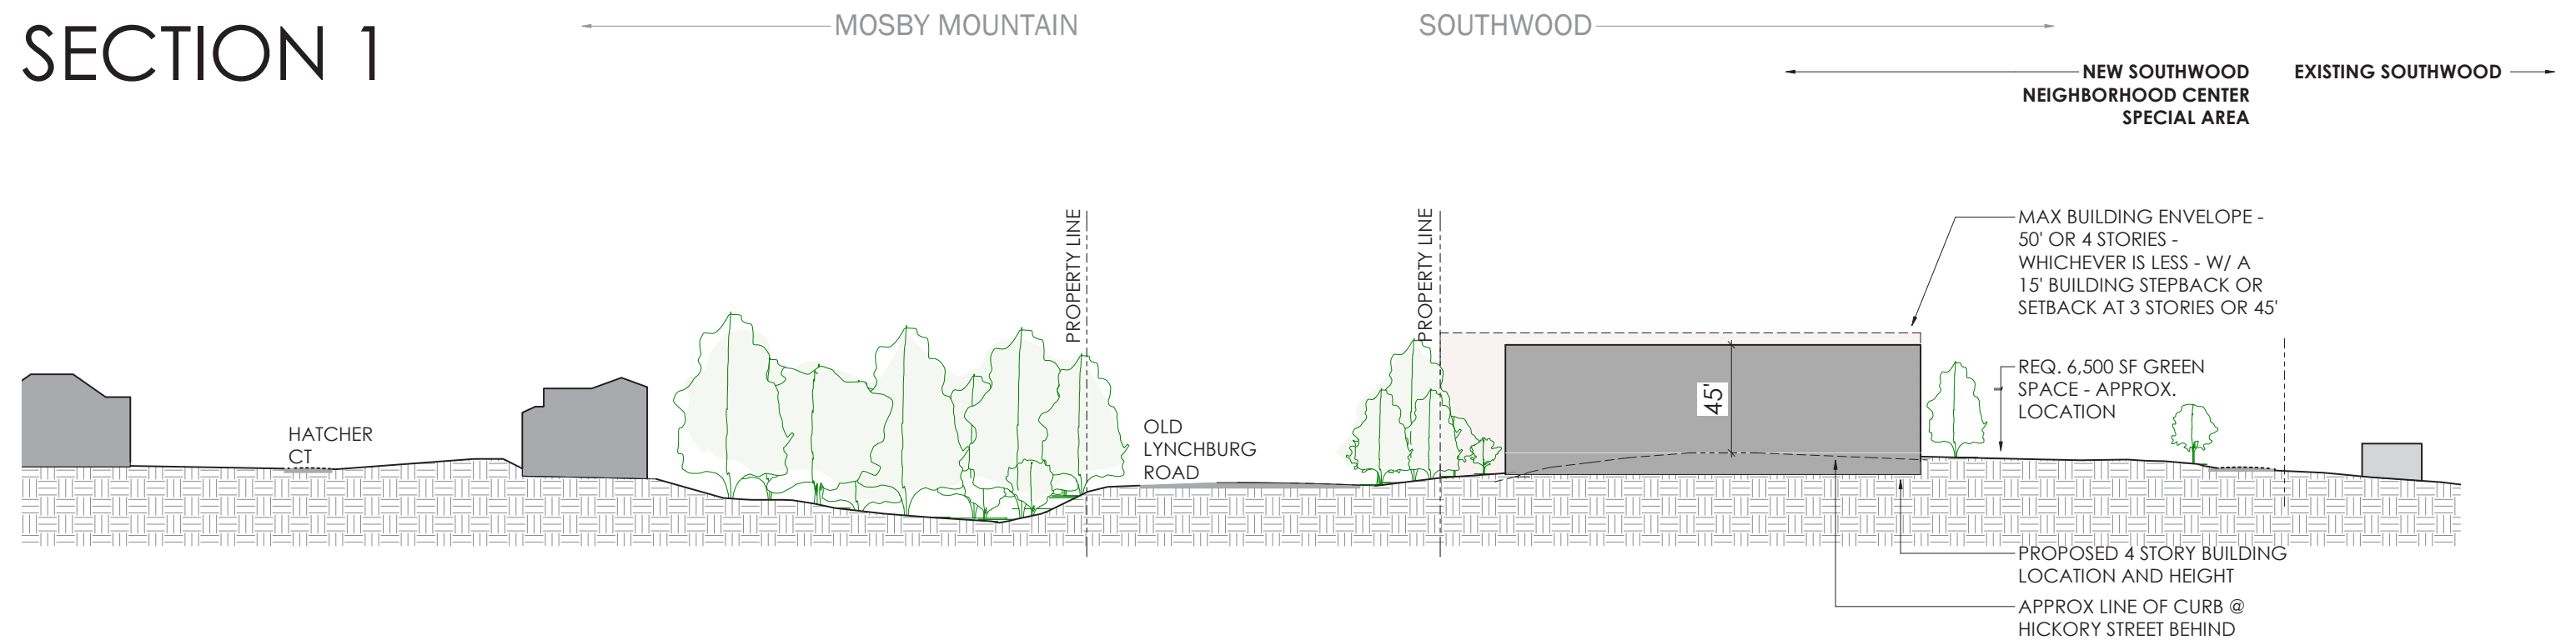 SECTION 1
MOSBY MOUNTAIN
SOUTHWOOD
NEW SOUTHWOOD
NEIGHBORHOOD CENTER
SPECIAL AREA
EXISTING SOUTHWOOD
PROPERTY LINE
PROPERTY LINE
MAX BUILDING ENVELOPE -
50' OR 4 STORIES -
WHICHEVER IS LESS - W/ A
15' BUILDING STEPBACK OR
SETBACK AT 3 STORIES OR 45'
REQ. 6,500 SF GREEN
SPACE - APPROX.
LOCATION
45'
HATCHER
CT
OLD
LYNCHBURG
ROAD
PROPOSED 4 STORY BUILDING
LOCATION AND HEIGHT
APPROX LINE OF CURB @
HICKORY STREET BEHIND